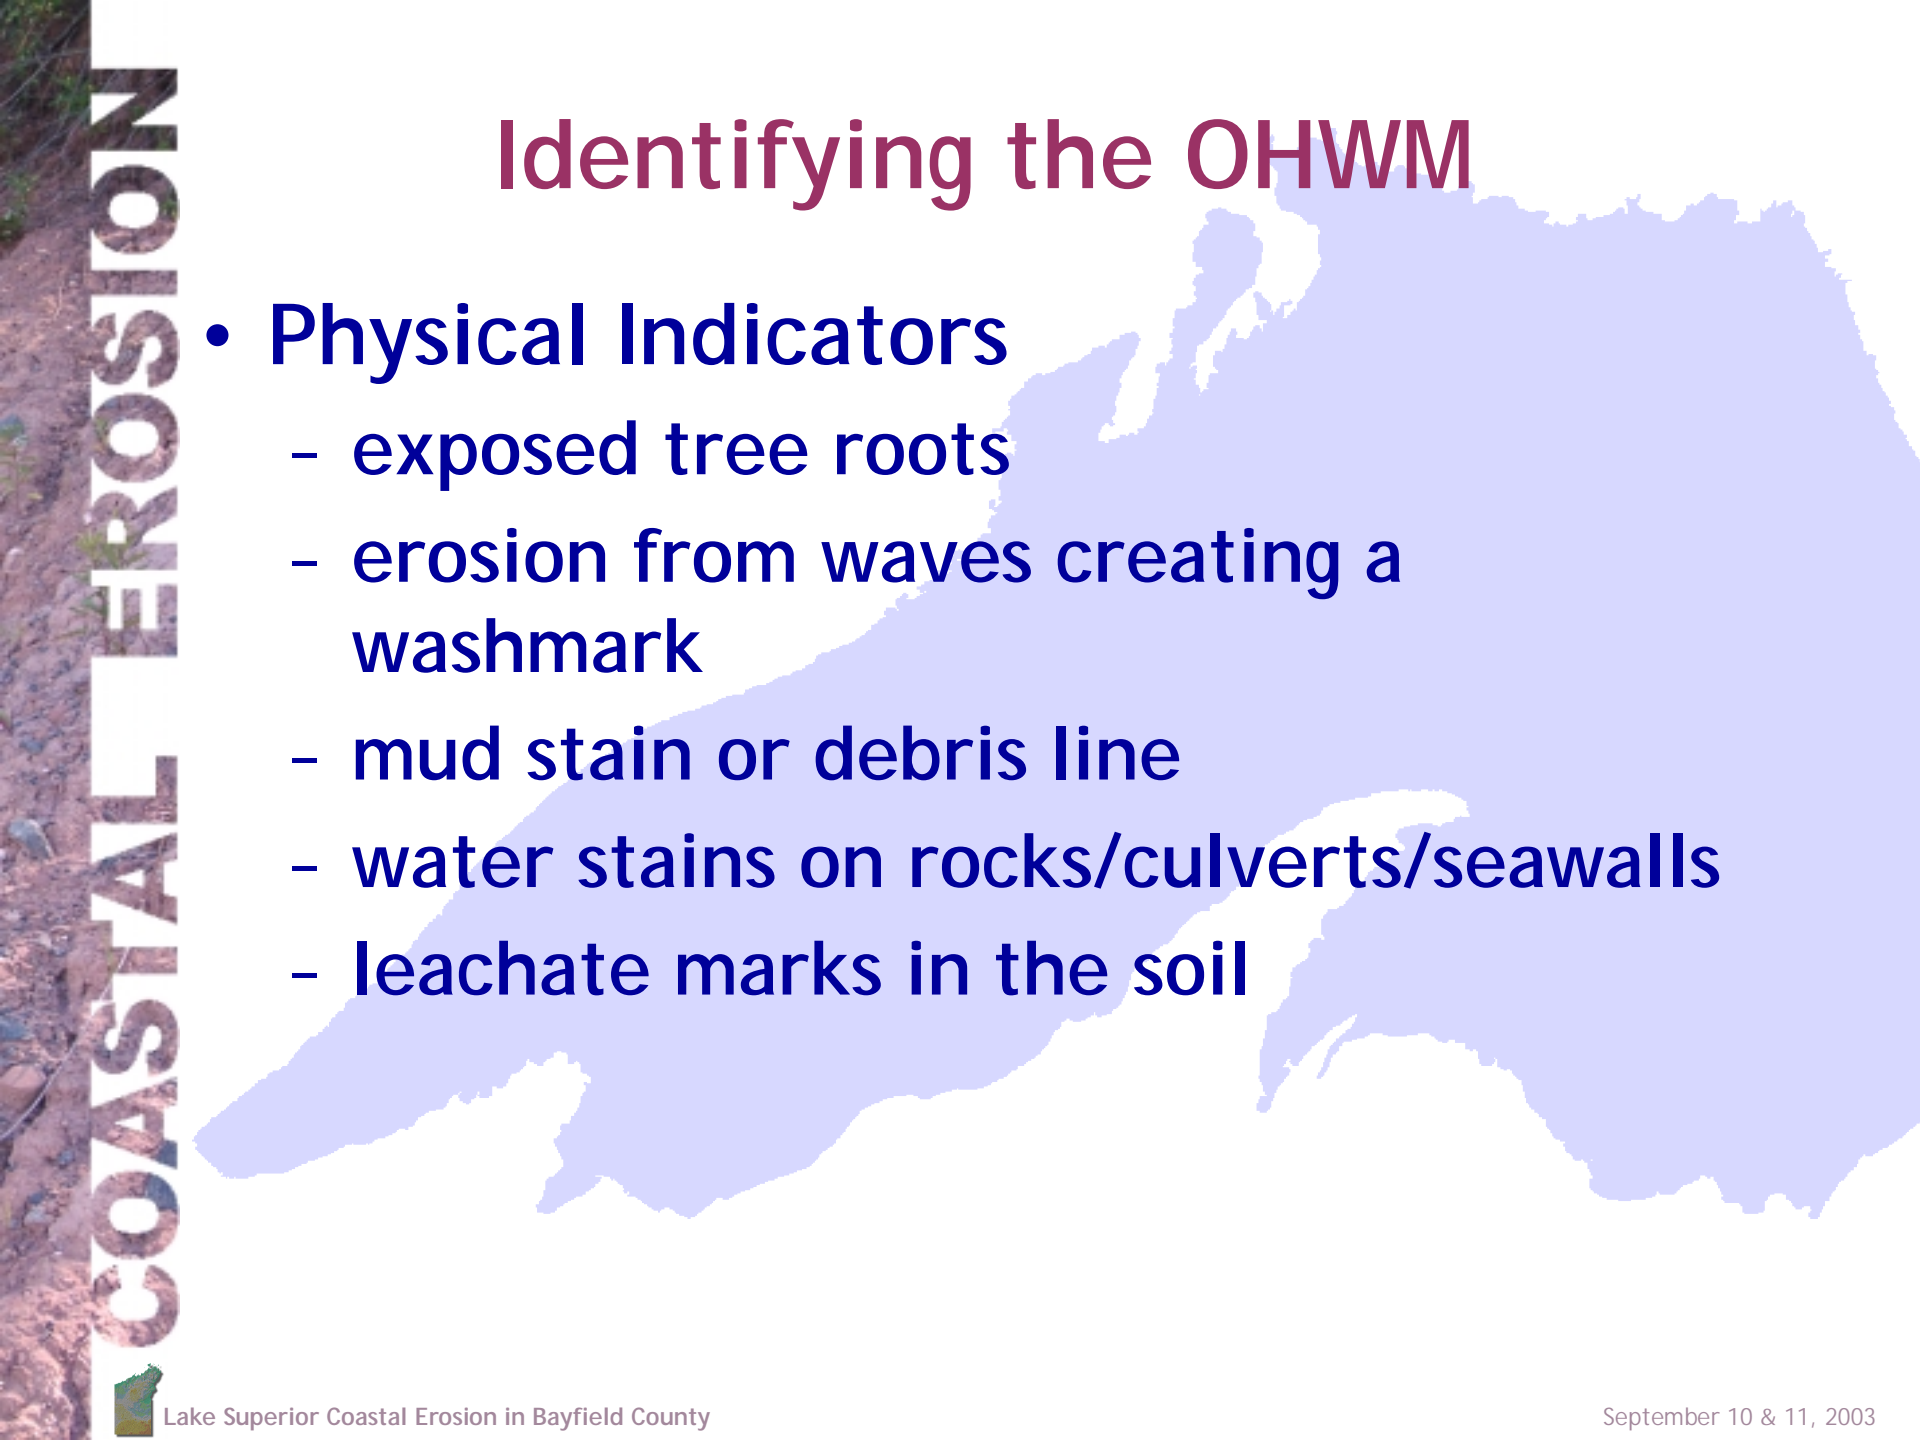 COASTAL EROSION
Identifying the OHWM
• Physical Indicators
– exposed tree roots
– erosion from waves creating a
washmark
– mud stain or debris line
– water stains on rocks/culverts/seawalls
– leachate marks in the soil
Lake Superior Coastal Erosion in Bayfield County
September 10 & 11, 2003